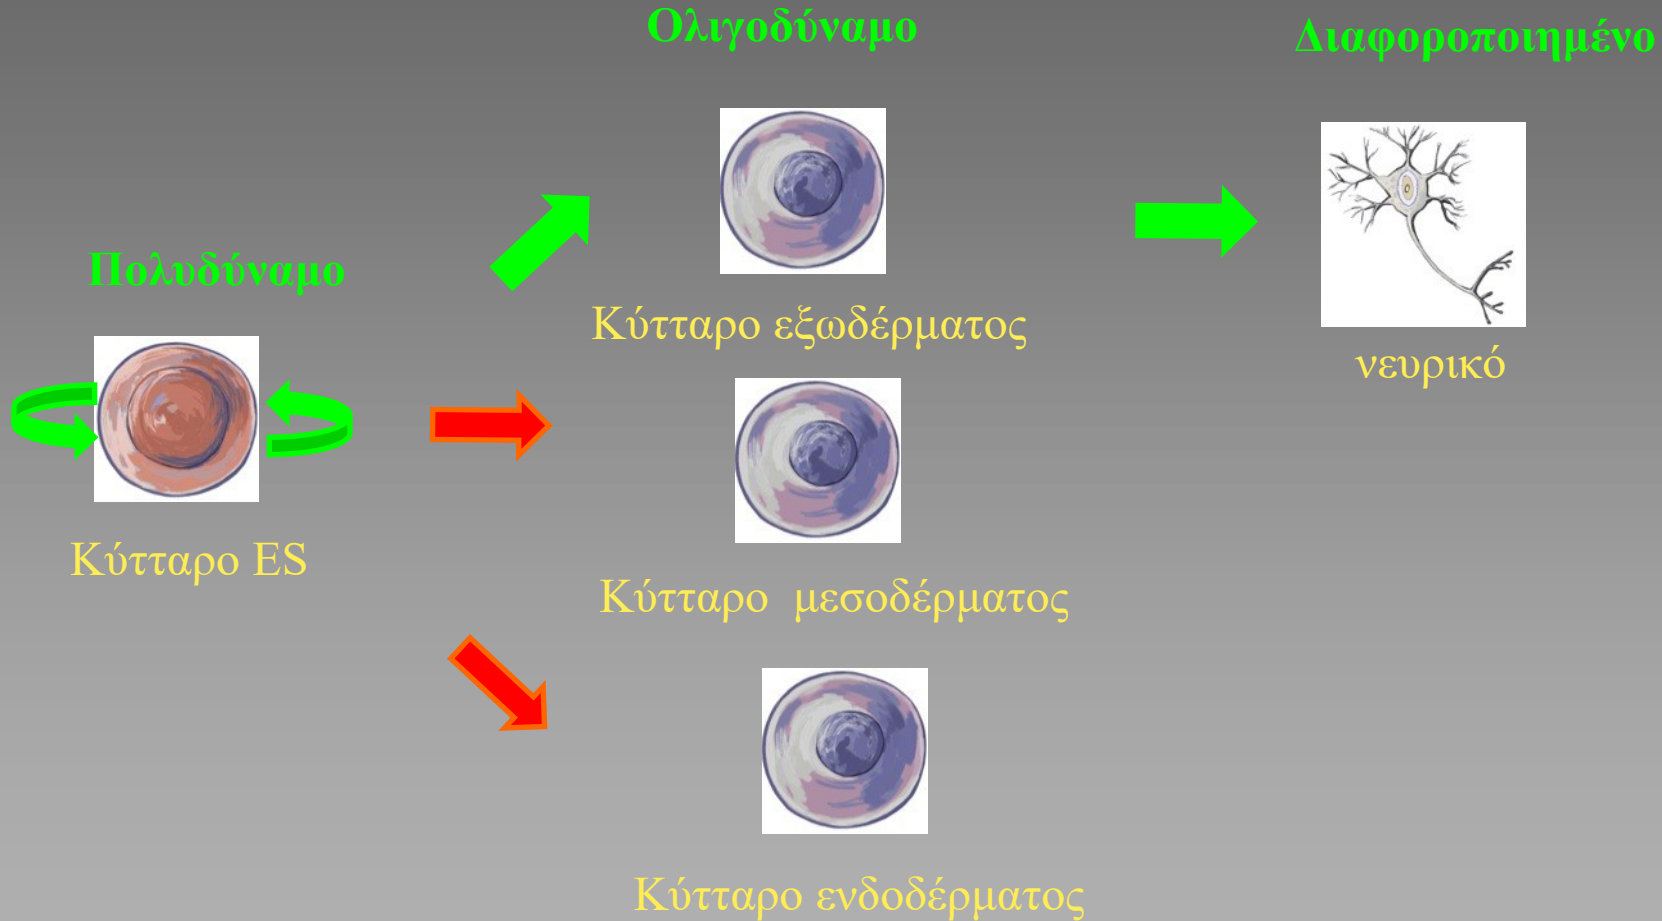 Ολιγοδύναμο
Διαφοροποιημένο
Πολυδύναμο
Κύτταρο εξωδέρματος
νευρικό
Κύτταρο ES
Κύτταρο μεσοδέρματος
Κύτταρο ενδοδέρματος